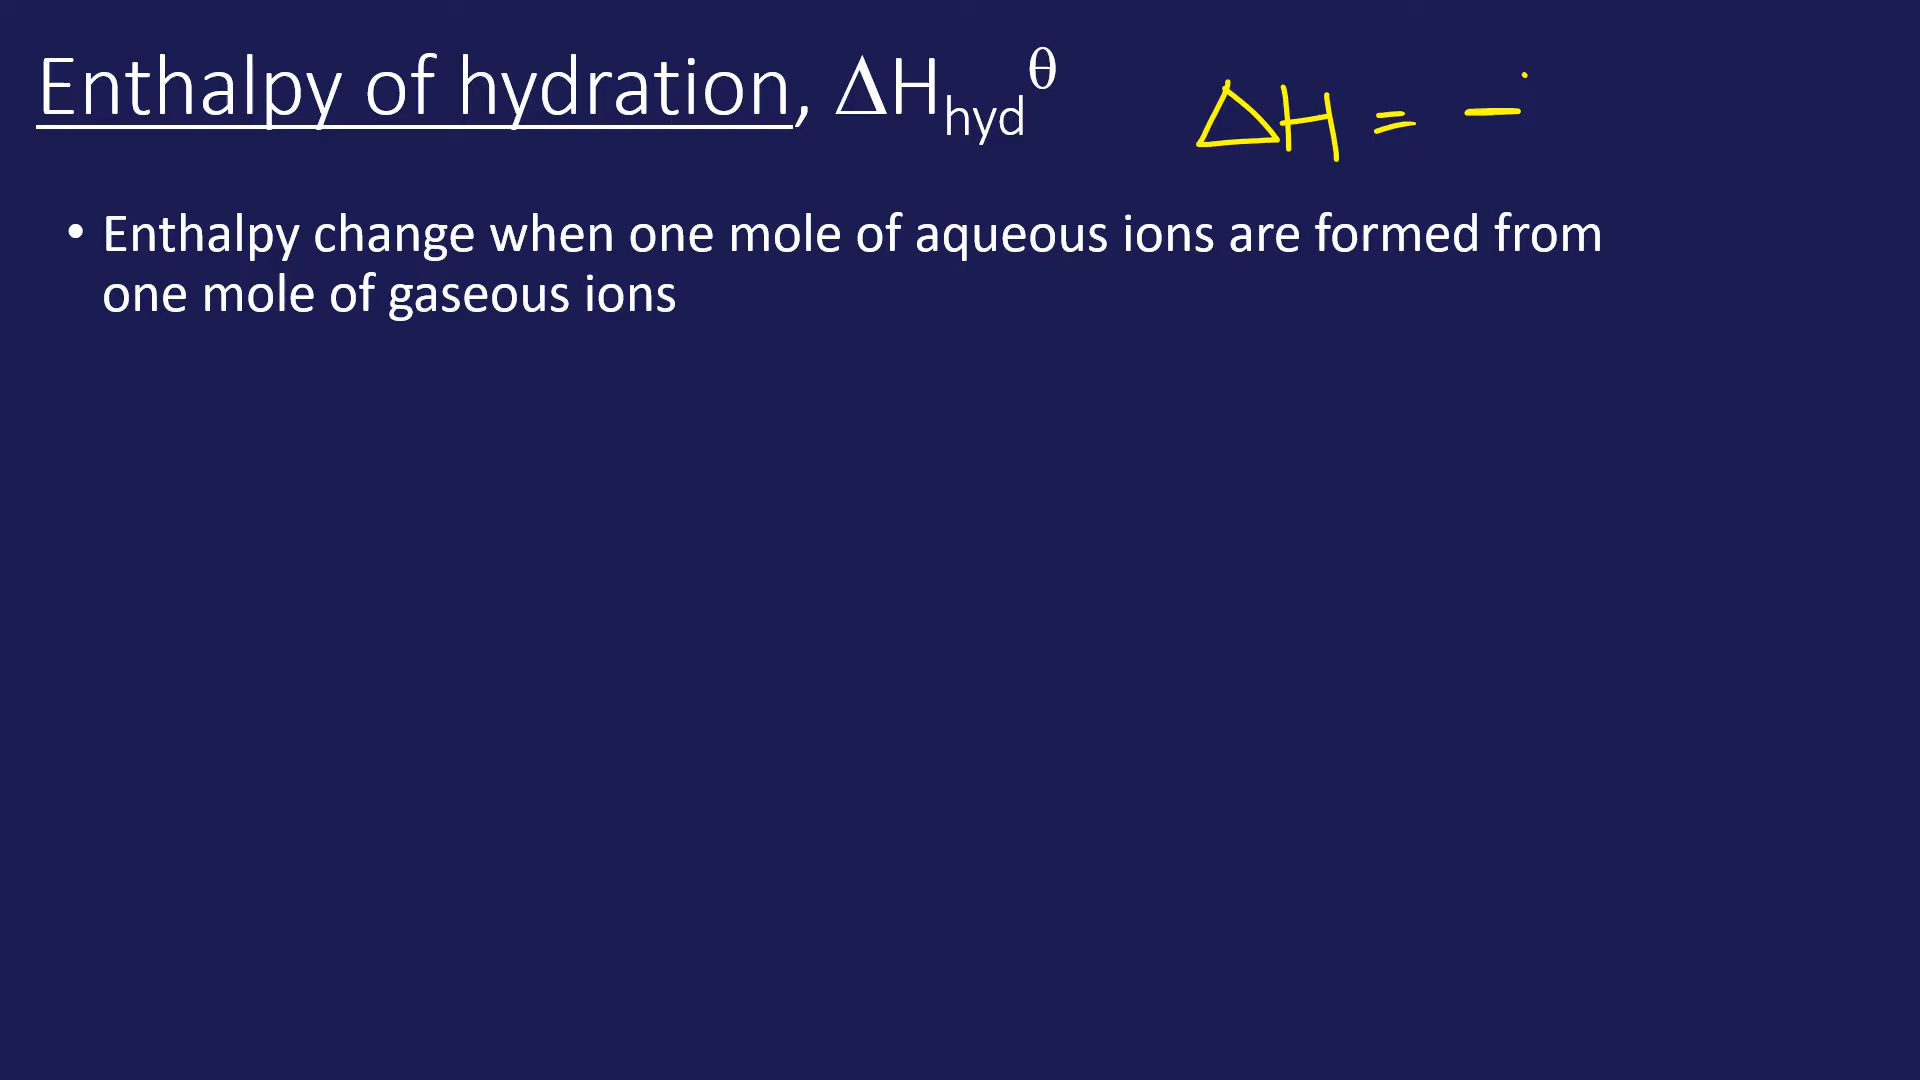 Enthalpy of hydration, ΔHhydθ
ΔH = −
• Enthalpy change when one mole of aqueous ions are formed from
one mole of gaseous ions